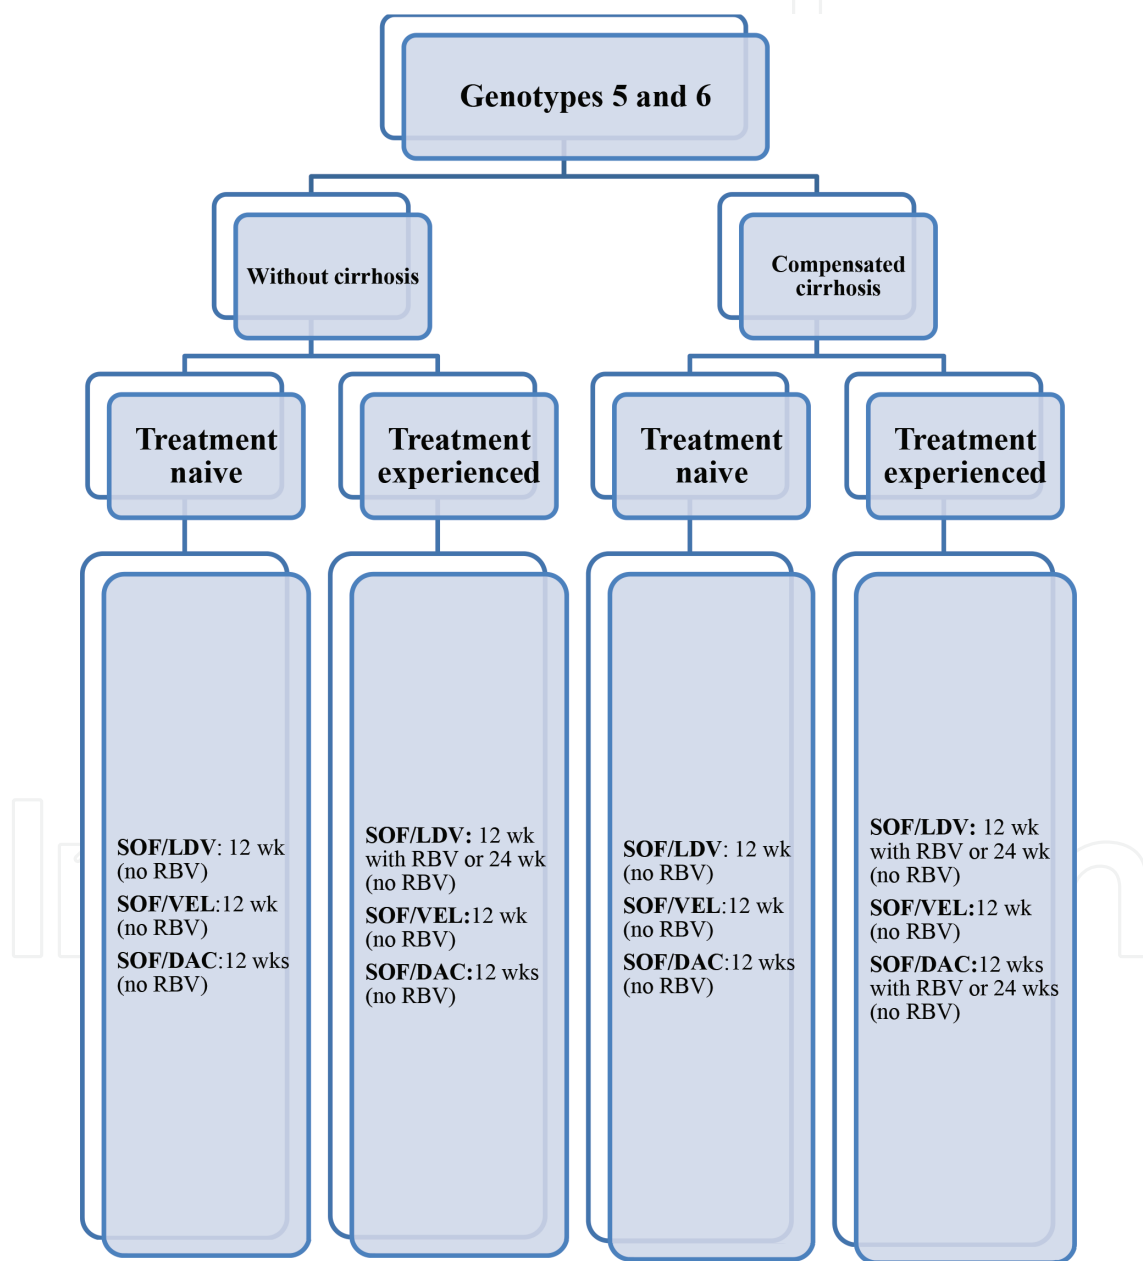 Genotypes 5 and 6
Without cirrhosis
Compensated
cirrhosis
Treatment
naive
Treatment
experienced
Treatment
naive
Treatment
experienced
SOF/LDV: 12 wk
(no RBV)
SOF/VEL:12 wk
(no RBV)
SOF/DAC:12 wks
(no RBV)
SOF/LDV: 12 wk
with RBV or 24 wk
(no RBV)
SOF/VEL:12 wk
(no RBV)
SOF/DAC:12 wks
(no RBV)
SOF/LDV: 12 wk
(no RBV)
SOF/VEL:12 wk
(no RBV)
SOF/DAC:12 wks
(no RBV)
SOF/LDV: 12 wk
with RBV or 24 wk
(no RBV)
SOF/VEL:12 wk
(no RBV)
SOF/DAC:12 wks
with RBV or 24 wks
(no RBV)